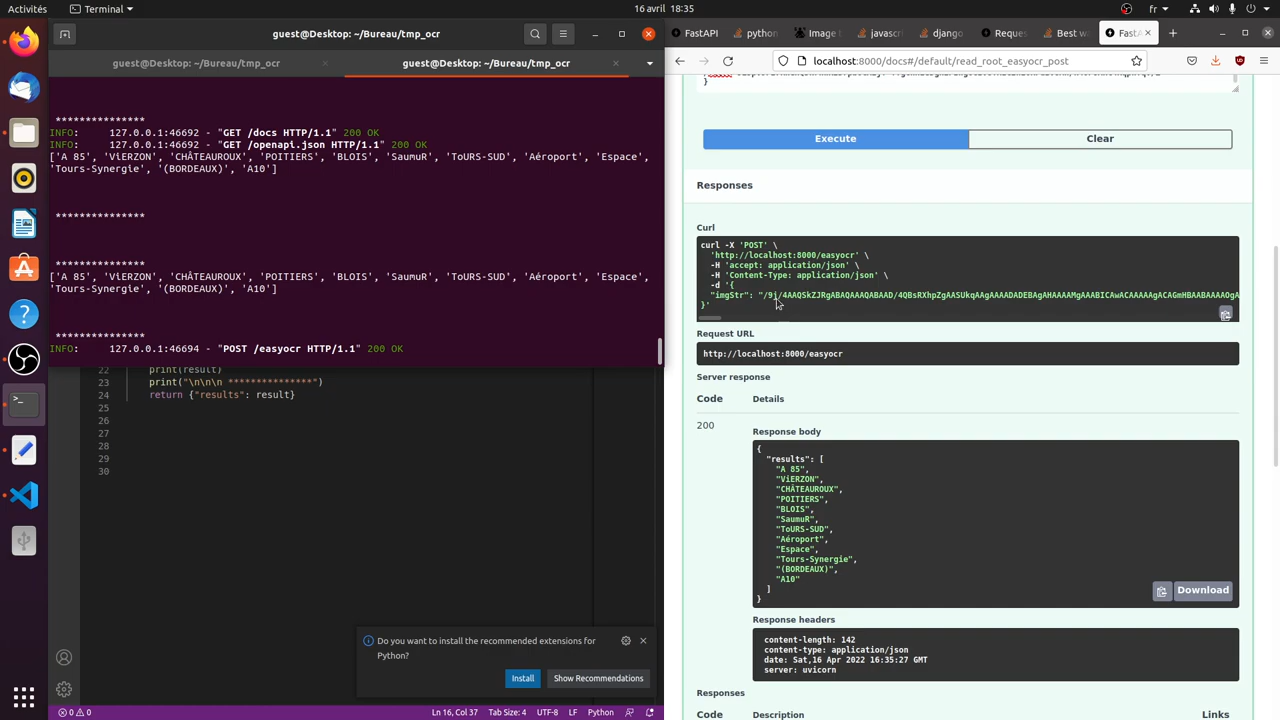 Activités
Terminal
16 avril 18:35
fr
guest@Desktop: ~/Bureau/tmp_ocr
guest@Desktop: ~/Bureau/tmp_ocr
guest@Desktop: ~/Bureau/tmp_ocr
***************
INFO:     127.0.0.1:46692 - "GET /docs HTTP/1.1" 200 OK
INFO:     127.0.0.1:46692 - "GET /openapi.json HTTP/1.1" 200 OK
['A 85', 'ViERZON', 'CHÂTEAUROUX', 'POITIERS', 'BLOIS', 'SaumuR', 'ToURS-SUD', 'Aéroport', 'Espace',
'Tours-Synergie', '(BORDEAUX)', 'A10']
***************
['A 85', 'ViERZON', 'CHÂTEAUROUX', 'POITIERS', 'BLOIS', 'SaumuR', 'ToURS-SUD', 'Aéroport', 'Espace',
'Tours-Synergie', '(BORDEAUX)', 'A10']
***************
INFO:     127.0.0.1:46694 - "POST /easyocr HTTP/1.1" 200 OK
22 print(result)
23 print("\n\n\n ***************")
24 return {"results": result}
25
26
27
28
29
30
Do you want to install the recommended extensions for
Python?
Install
Show Recommendations
0 0
Ln 16, Col 37
Tab Size: 4
UTF-8
LF
Python
FastAPI
python
Image
javascri
django
Reques
Best w
FastA
localhost:8000/docs#/default/read_root_easyocr_post
}
Execute
Clear
Responses
Curl
curl -X 'POST' \
'http://localhost:8000/easyocr' \
-H 'accept: application/json' \
-H 'Content-Type: application/json' \
-d '{
}'
Request URL
http://localhost:8000/easyocr
Server response
Code
Details
200
Response body
{
"results": [
"A 85",
"ViERZON",
"CHÂTEAUROUX",
"POITIERS",
"BLOIS",
"SaumuR",
"ToURS-SUD",
"Aéroport",
"Espace",
"Tours-Synergie",
"(BORDEAUX)",
"A10"
]
}
Download
Response headers
content-length: 142
content-type: application/json
date: Sat,16 Apr 2022 16:35:27 GMT
server: uvicorn
Responses
Code
Description
Links